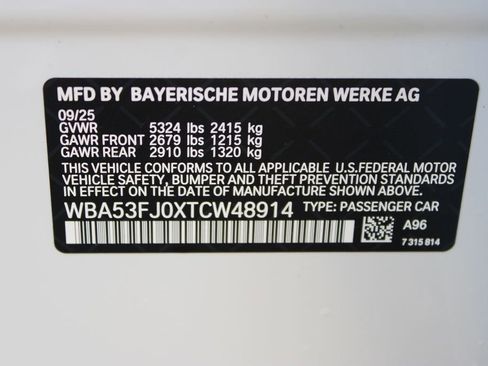 MFD BY BAYERISCHE MOTOREN WERKE AG
09/25
GVWR 5324 lbs 2415 kg
GAWR FRONT 2679 lbs 1215 kg
GAWR REAR 2910 lbs 1320 kg
THIS VEHICLE CONFORMS TO ALL APPLICABLE U.S.FEDERAL MOTOR
VEHICLE SAFETY, BUMPER AND THEFT PREVENTION STANDARDS
IN EFFECT ON THE DATE OF MANUFACTURE SHOWN ABOVE.
WBA53FJ0XTCW48914 TYPE: PASSENGER CAR
A96
7 315 814